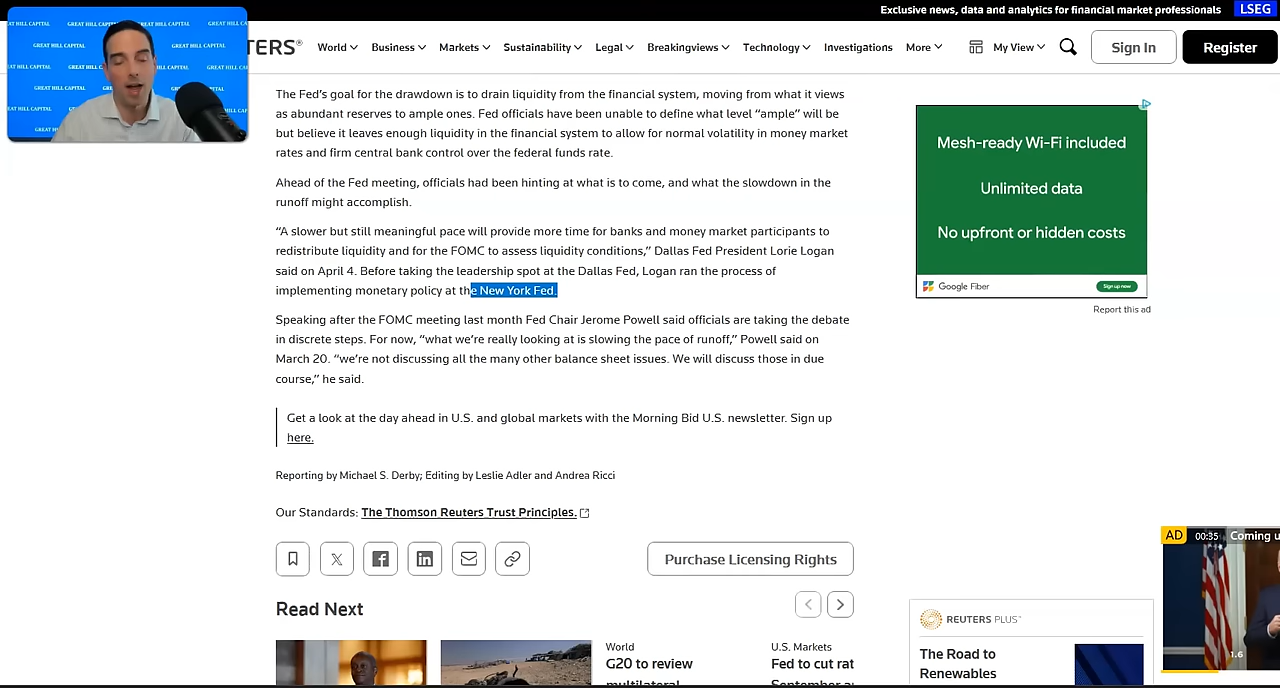 Exclusive news, data and analytics for financial market professionals LSEG
GREAT HILL CAPITAL
TERS®
World Business Markets Sustainability Legal Breakingviews Technology Investigations More My View Sign In Register
The Fed's goal for the drawdown is to drain liquidity from the financial system, moving from what it views
as abundant reserves to ample ones. Fed officials have been unable to define what level “ample” will be
but believe it leaves enough liquidity in the financial system to allow for normal volatility in money market
rates and firm central bank control over the federal funds rate.
Ahead of the Fed meeting, officials had been hinting at what is to come, and what the slowdown in the
runoff might accomplish.
“A slower but still meaningful pace will provide more time for banks and money market participants to
redistribute liquidity and for the FOMC to assess liquidity conditions,” Dallas Fed President Lorie Logan
said on April 4. Before taking the leadership spot at the Dallas Fed, Logan ran the process of
implementing monetary policy at the New York Fed.
Speaking after the FOMC meeting last month Fed Chair Jerome Powell said officials are taking the debate
in discrete steps. For now, “what we’re really looking at is slowing the pace of runoff,” Powell said on
March 20. “we’re not discussing all the many other balance sheet issues. We will discuss those in due
course,” he said.
Get a look at the day ahead in U.S. and global markets with the Morning Bid U.S. newsletter. Sign up
here.
Reporting by Michael S. Derby; Editing by Leslie Adler and Andrea Ricci
Our Standards: The Thomson Reuters Trust Principles.
Purchase Licensing Rights
Read Next
World
G20 to review
multilateral
U.S. Markets
Fed to cut rat
September a
Mesh-ready Wi-Fi included
Unlimited data
No upfront or hidden costs
Google Fiber
Sign up now
Report this ad
AD 00:35 Coming u
1.6
REUTERS PLUS
The Road to
Renewables